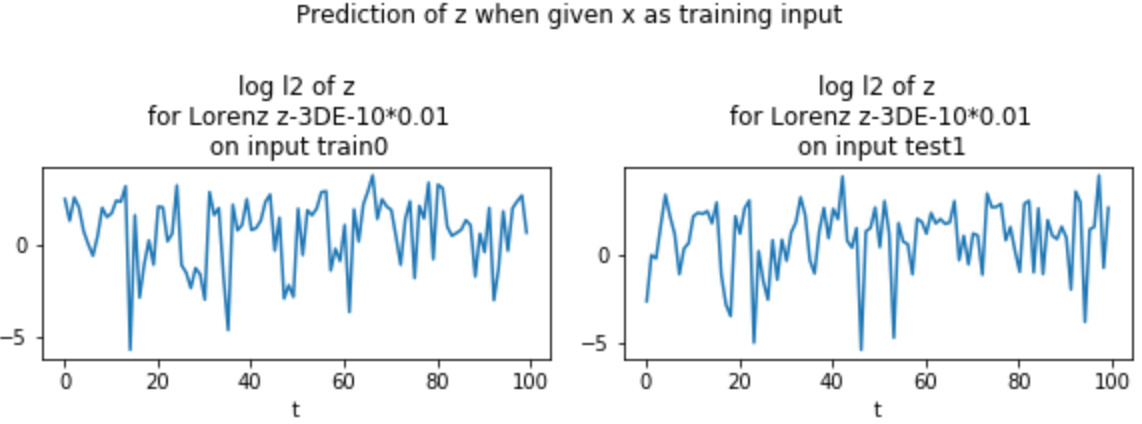 Prediction of z when given x as training input
log l2 of z
for Lorenz z-3DE-10*0.01
on input train0
0
−5
0 20 40 60 80 100
t
log l2 of z
for Lorenz z-3DE-10*0.01
on input test1
0
−5
0 20 40 60 80 100
t